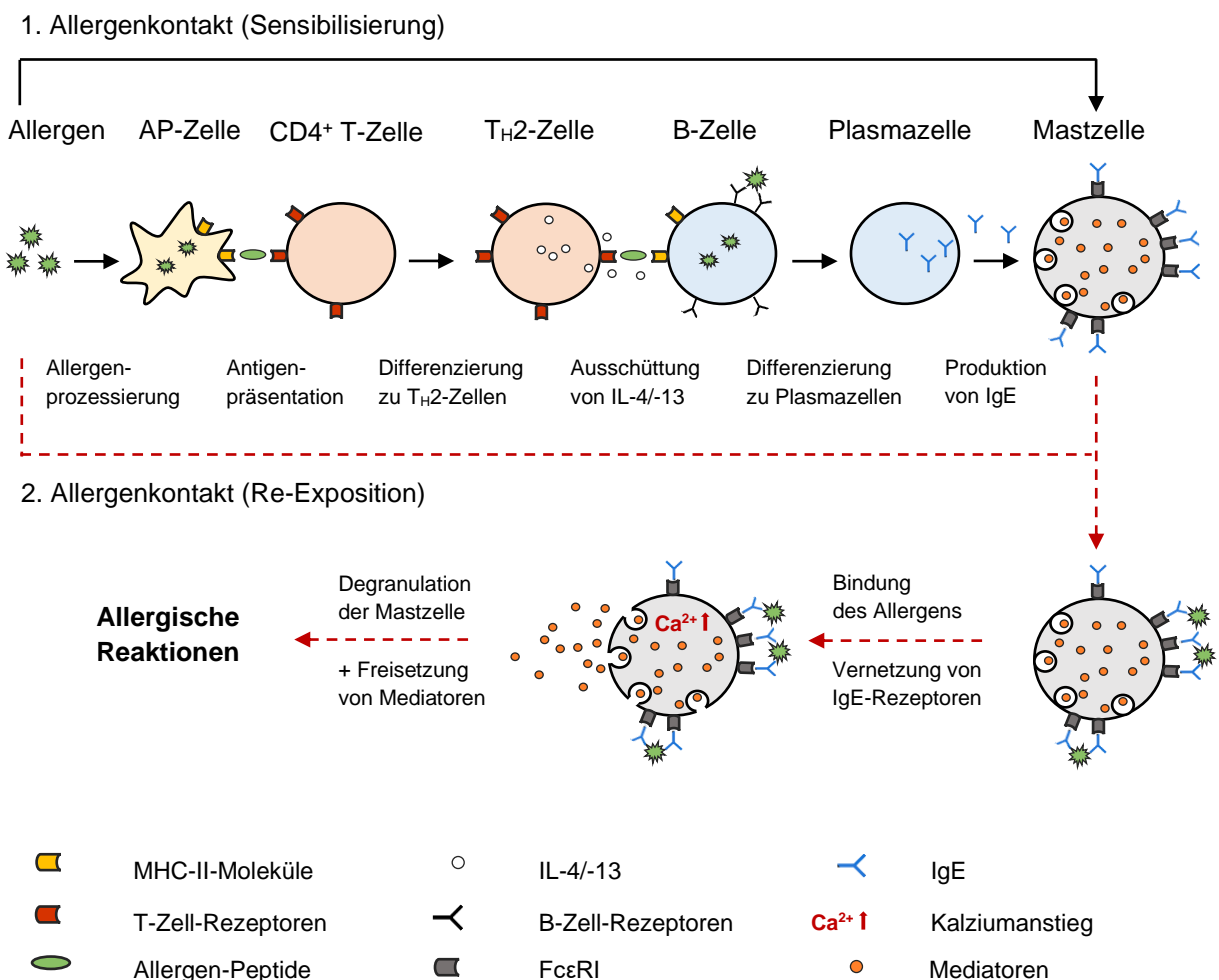 1. Allergenkontakt (Sensibilisierung)
Allergen AP-Zelle CD4⁺ T-Zelle TH2-Zelle B-Zelle Plasmazelle Mastzelle
Allergen-
prozessierung
Antigen-
präsentation
Differenzierung
zu TH2-Zellen
Ausschüttung
von IL-4/-13
Differenzierung
zu Plasmazellen
Produktion
von IgE
2. Allergenkontakt (Re-Exposition)
Allergische
Reaktionen
Degranulation
der Mastzelle
+ Freisetzung
von Mediatoren
Ca²⁺ ⬆
Bindung
des Allergens
Vernetzung von
IgE-Rezeptoren
MHC-II-Moleküle IL-4/-13 IgE
T-Zell-Rezeptoren B-Zell-Rezeptoren Ca²⁺ ⬆ Kalziumanstieg
Allergen-Peptide FcεRI Mediatoren